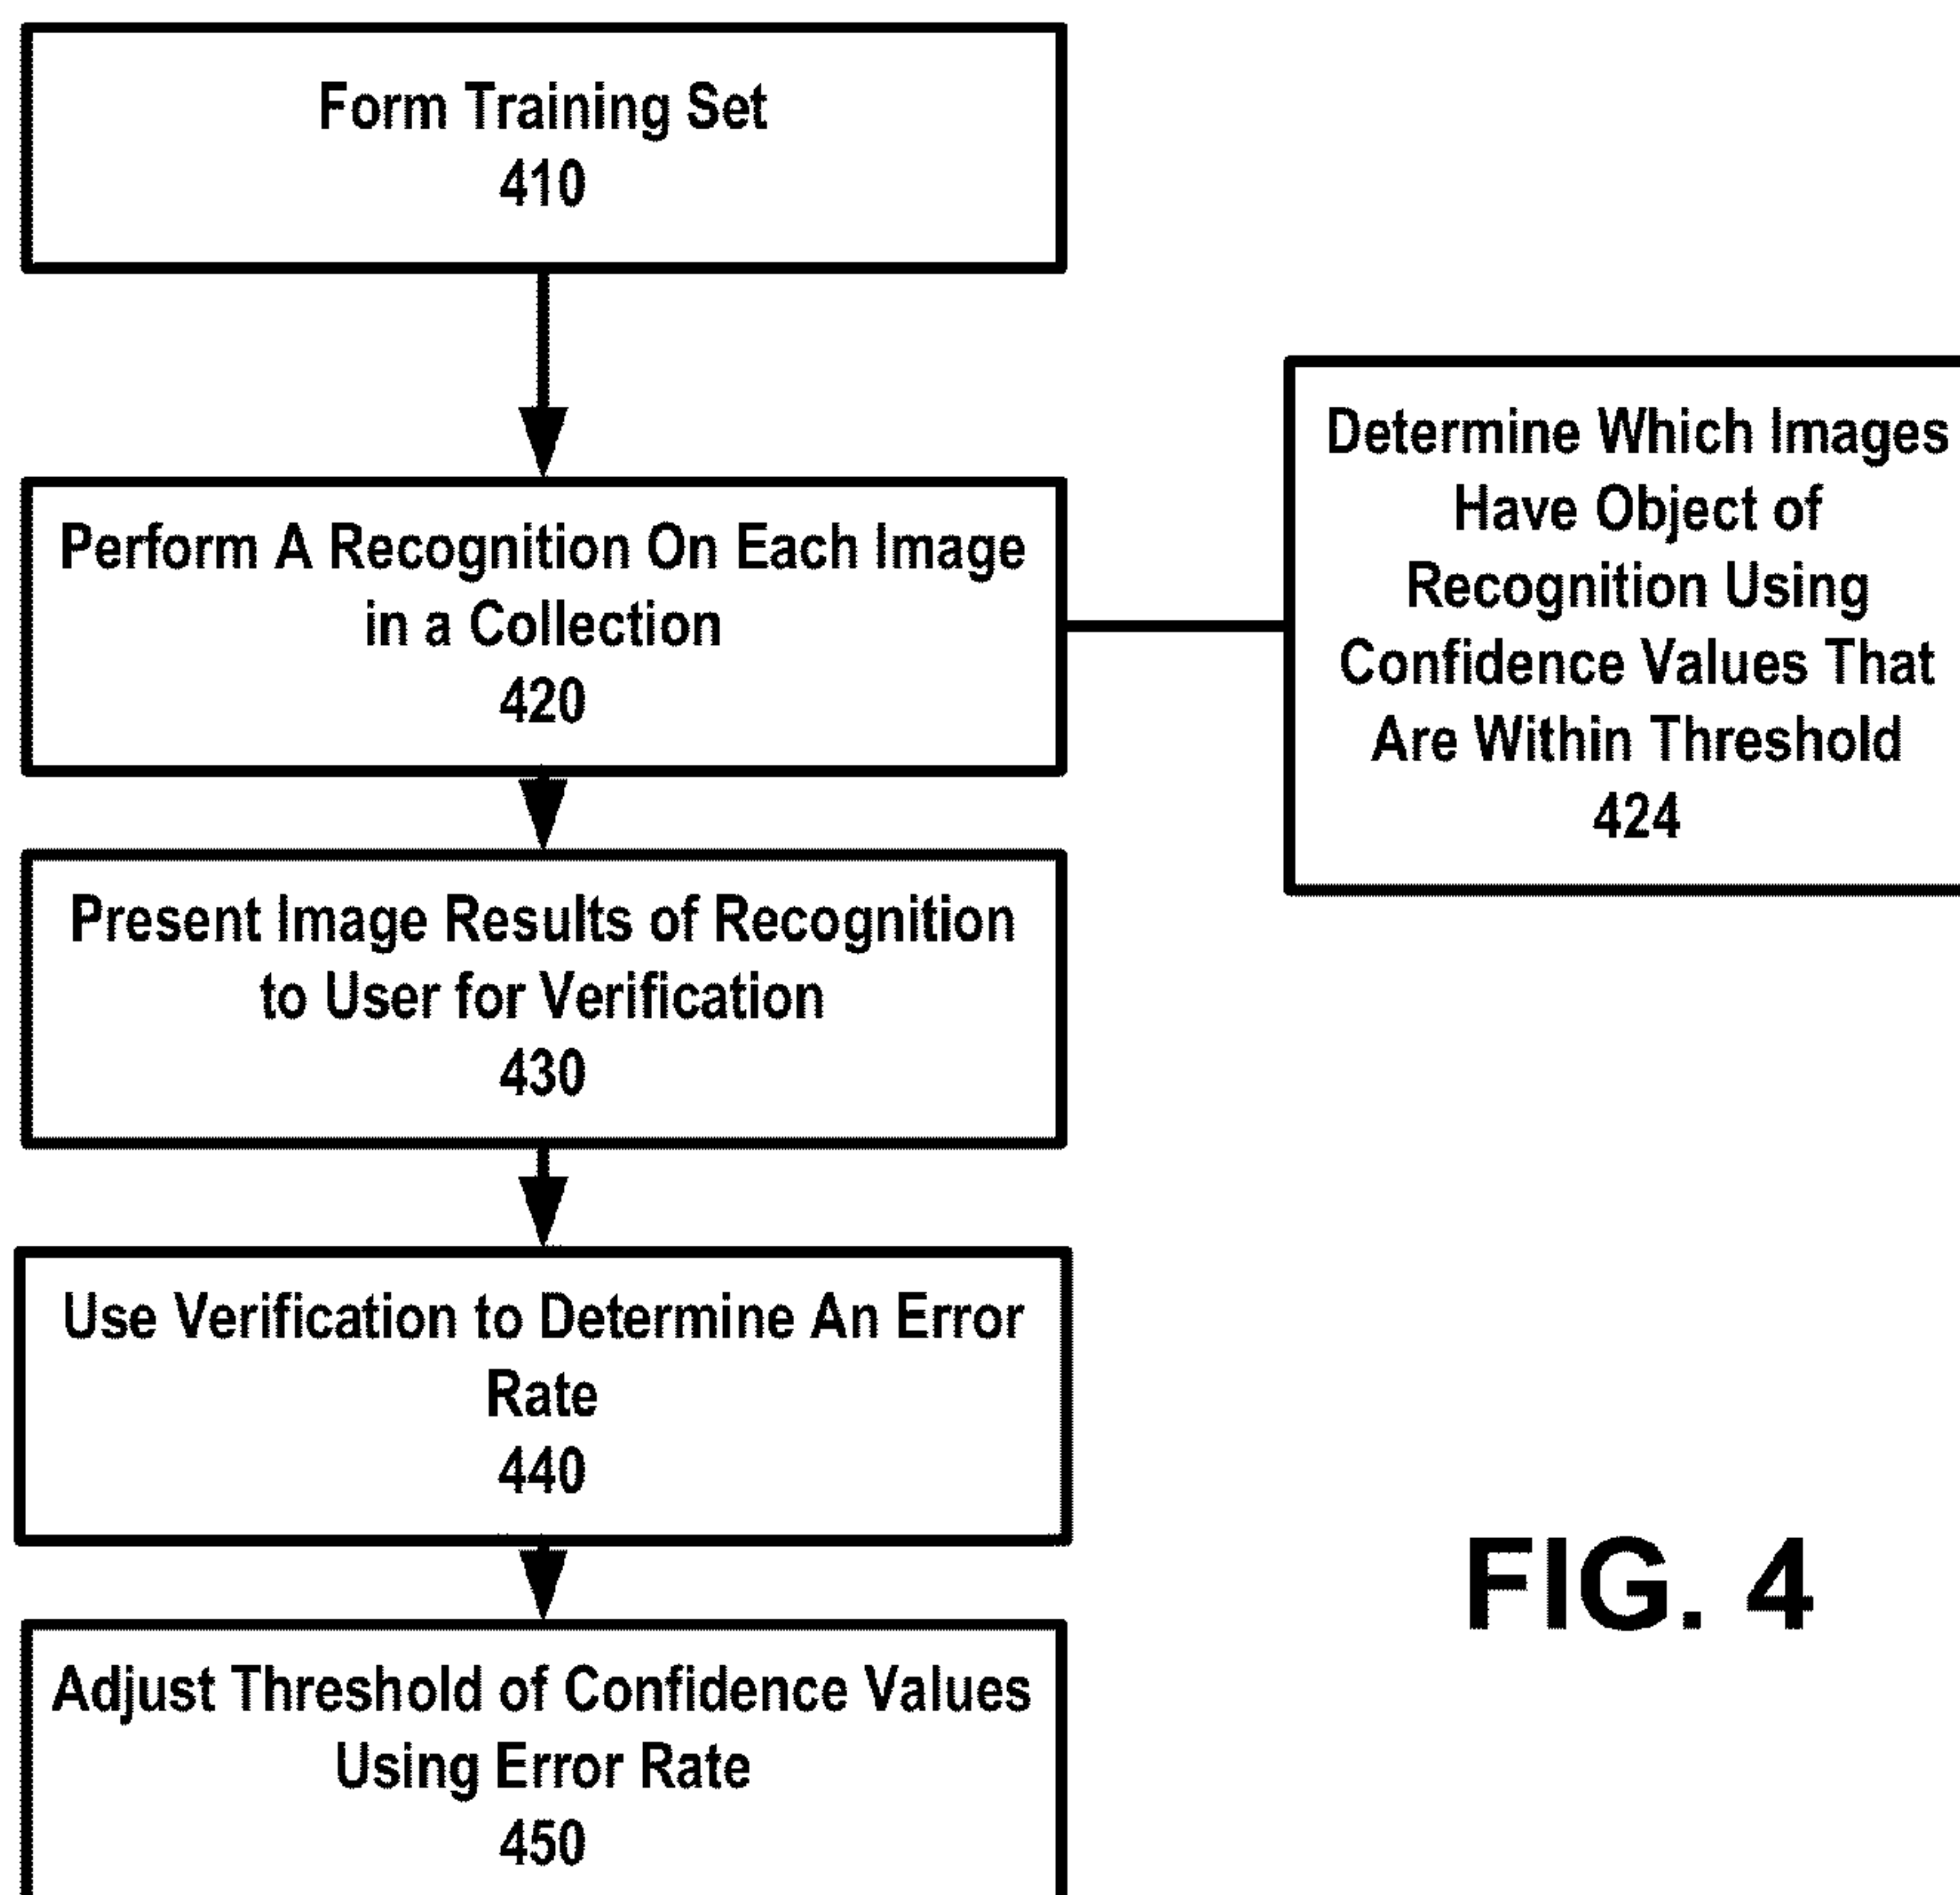 Form Training Set
410
Perform A Recognition On Each Image
in a Collection
420
Determine Which Images
Have Object of
Recognition Using
Confidence Values That
Are Within Threshold
424
Present Image Results of Recognition
to User for Verification
430
Use Verification to Determine An Error
Rate
440
Adjust Threshold of Confidence Values
Using Error Rate
450
FIG. 4